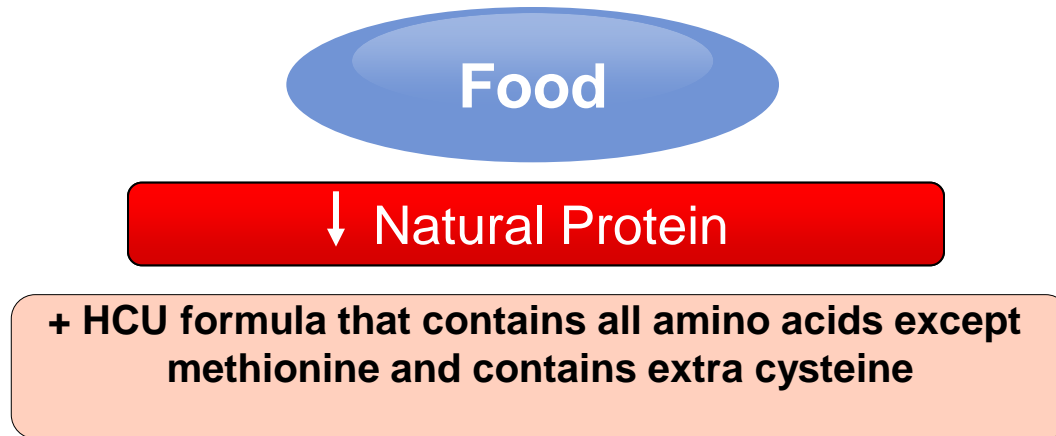 Food
↓ Natural Protein
+ HCU formula that contains all amino acids except
methionine and contains extra cysteine